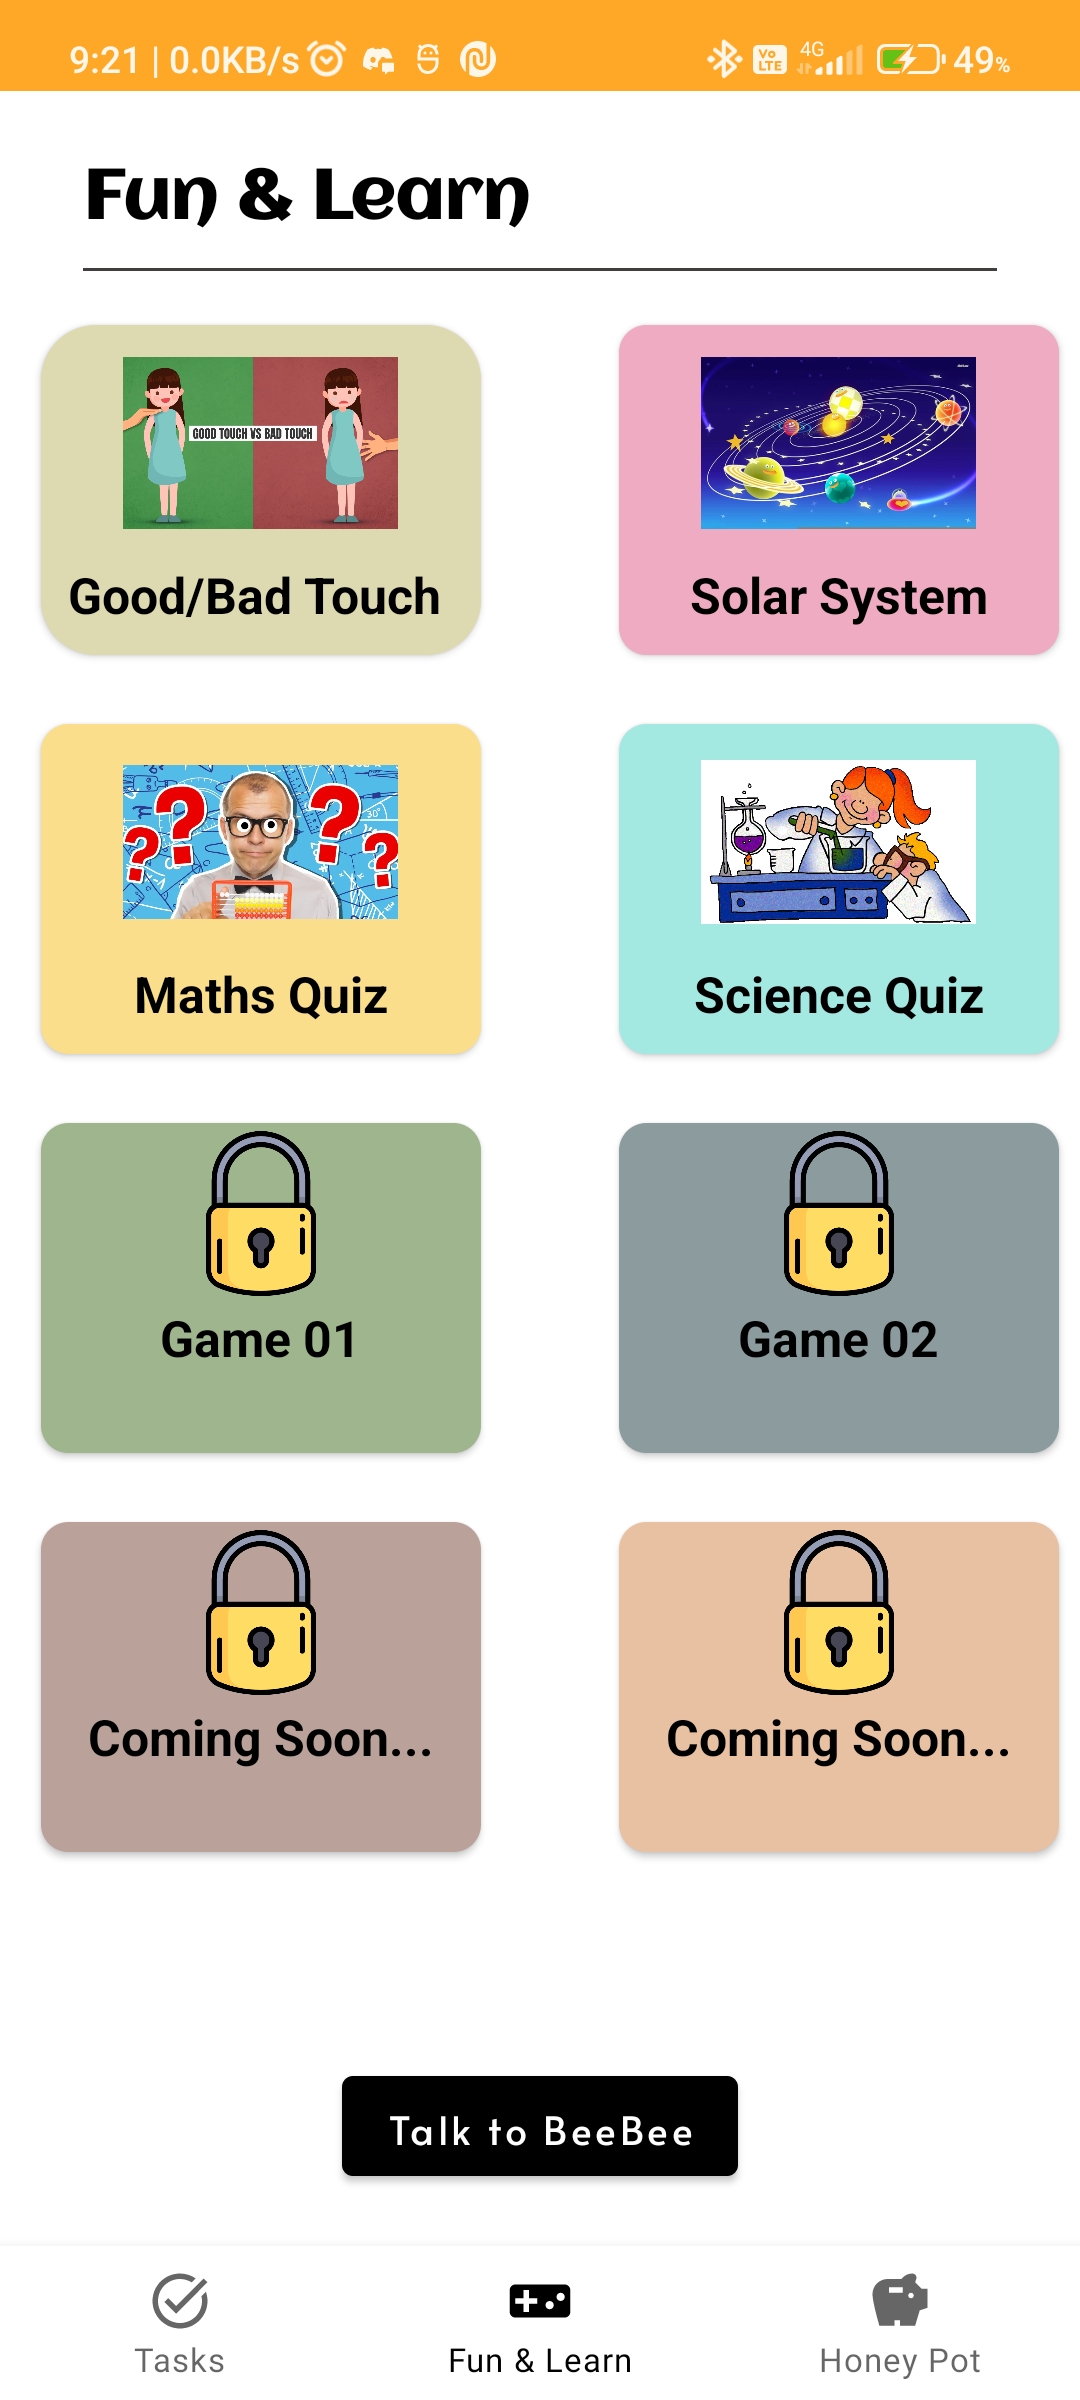 9:21 | 0.0KB/s
Vo LTE 4G 49%
Fun & Learn
GOOD TOUCH VS BAD TOUCH
Good/Bad Touch
Solar System
? ? ? ?
30°
Maths Quiz
Science Quiz
Game 01
Game 02
Coming Soon...
Coming Soon...
Talk to BeeBee
Tasks
Fun & Learn
Honey Pot